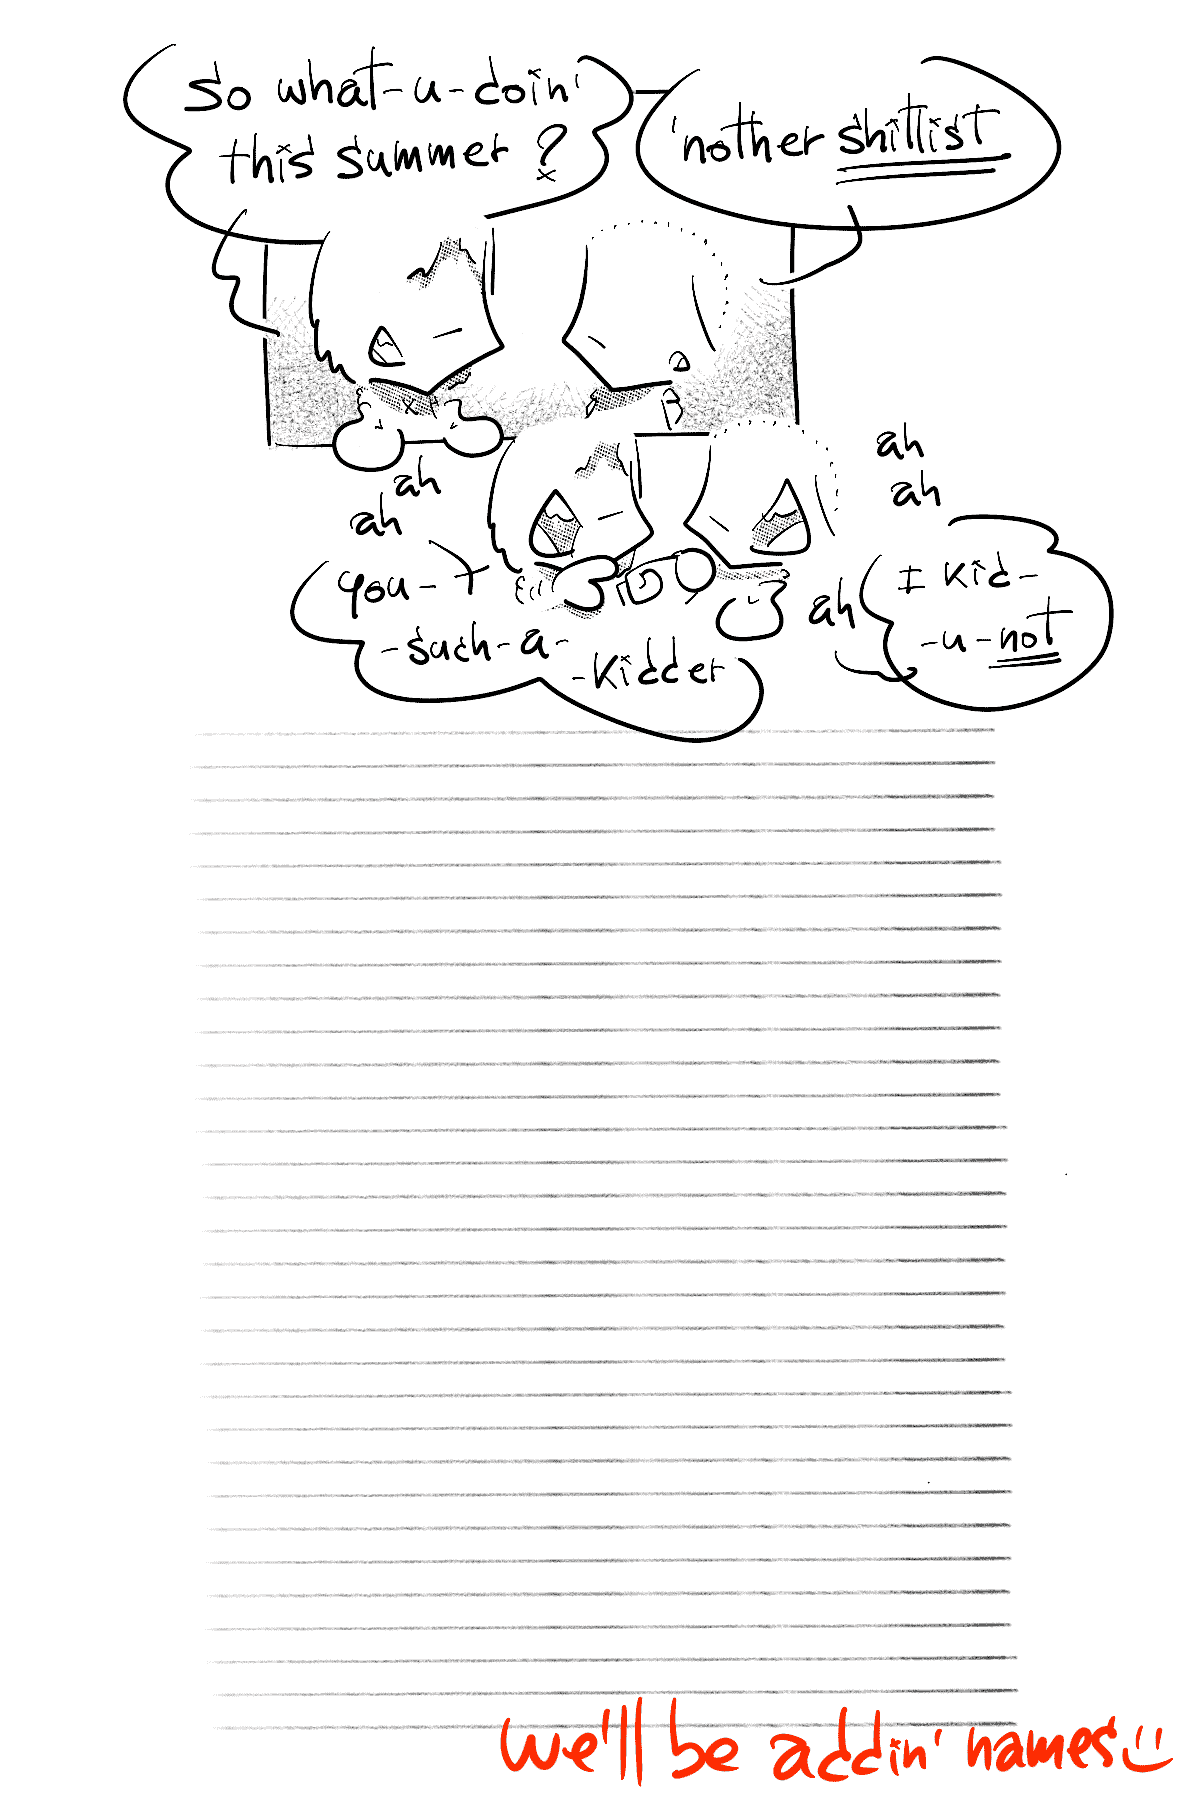 So what-u-doin'
this summer?
'nother shitlist
ah
ah
ah
ah
you-
-such-a-
-kidder
ah
I kid-
-u-not
we'll be addin' names